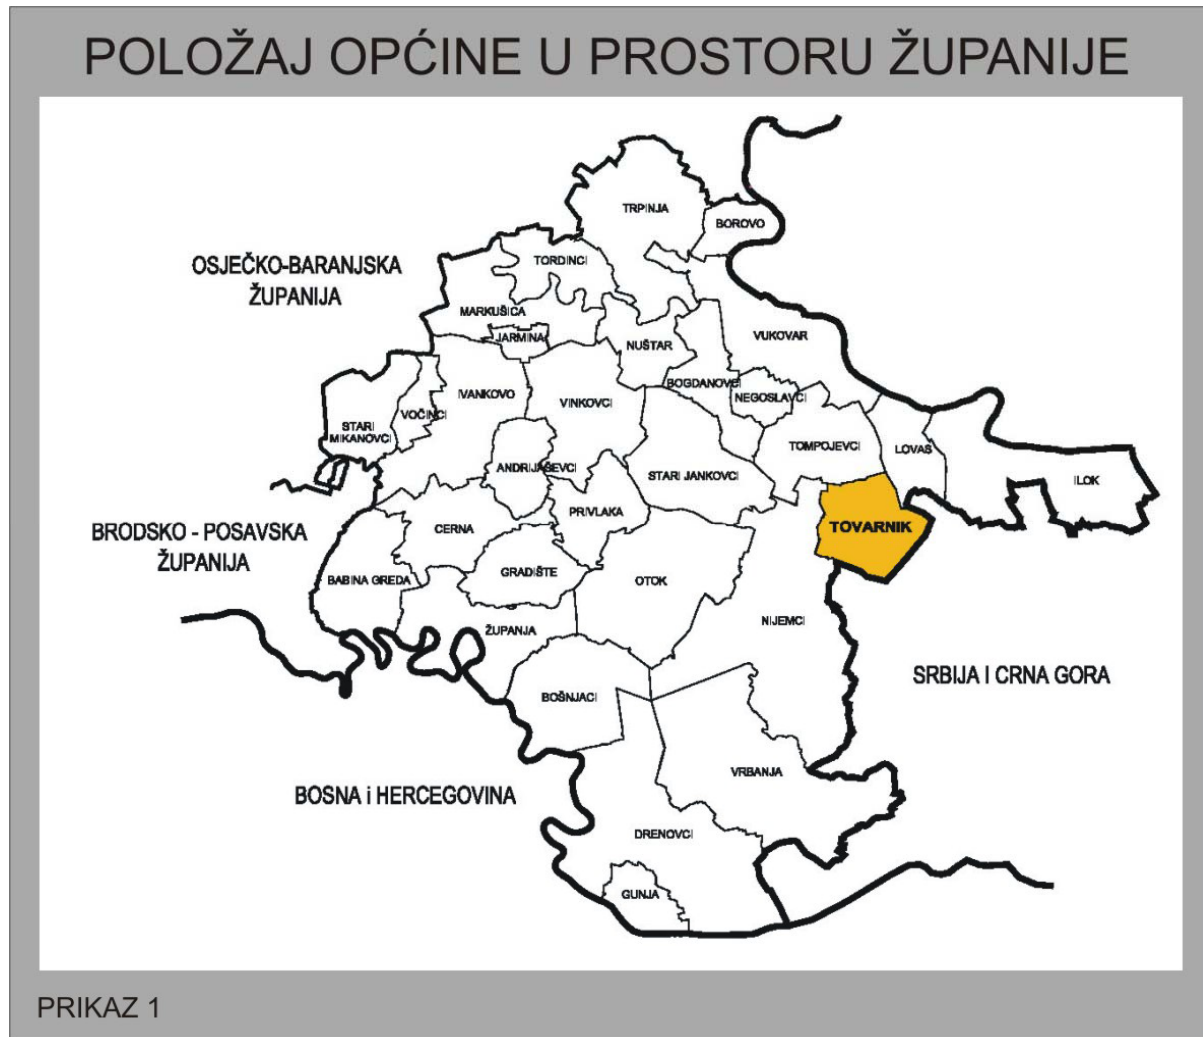 POLOŽAJ OPĆINE U PROSTORU ŽUPANIJE
TRPINJA
BOROVO
OSJEČKO-BARANJSKA
ŽUPANIJA
TORDINCI
MARKUŠICA
JARMINA
NUŠTAR
VUKOVAR
BOGDANOVCI
NEGOSLAVCI
IVANKOVO
VINKOVCI
VOĆINCI
STARI
MIKANOVCI
TOMPOJEVCI
LOVAS
ILOK
ANDRIJAŠEVCI
STARI JANKOVCI
PRIVLAKA
CERNA
TOVARNIK
BRODSKO - POSAVSKA
ŽUPANIJA
BABINA GREDA
GRADIŠTE
OTOK
NIJEMCI
ŽUPANJA
SRBIJA I CRNA GORA
BOŠNJACI
VRBANJA
BOSNA i HERCEGOVINA
DRENOVCI
GUNJA
PRIKAZ 1